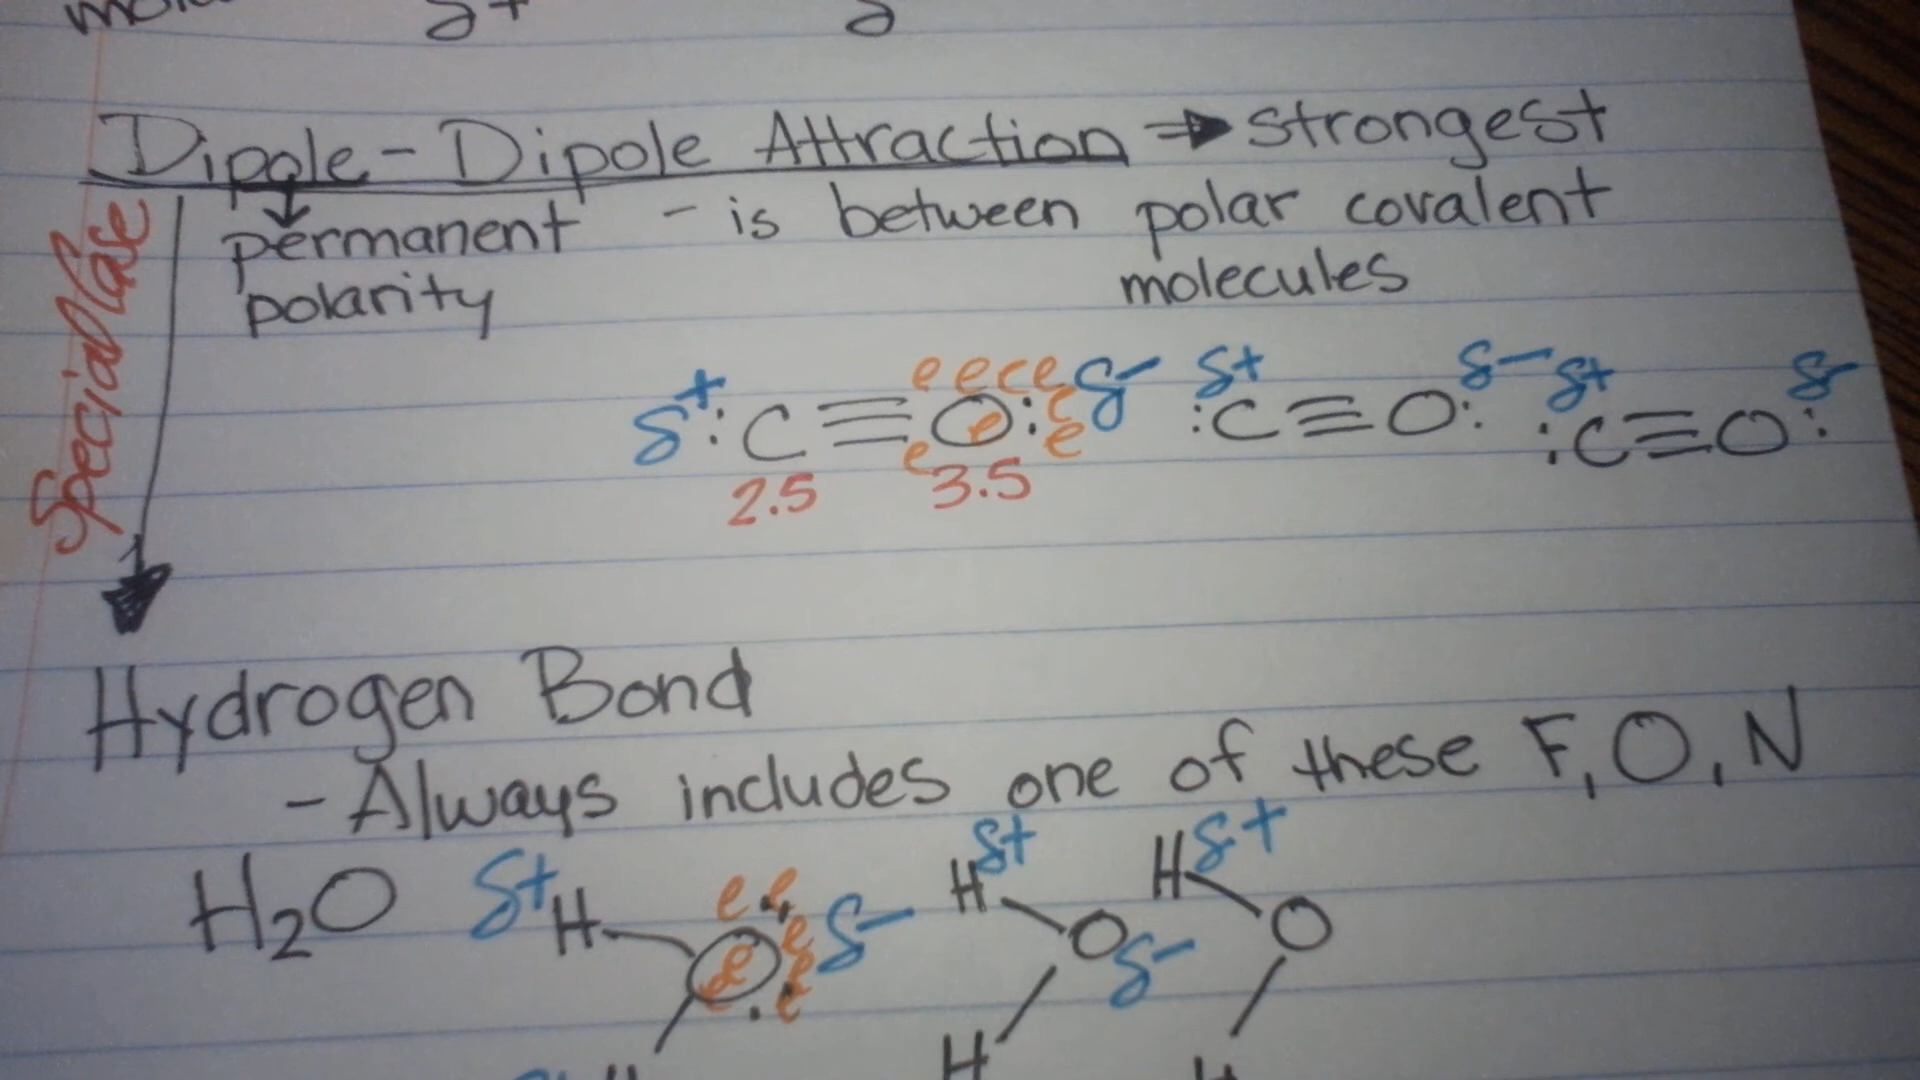 Dipole-Dipole Attraction → strongest
permanent - is between polar covalent
polarity molecules
Special Case
e e e e
δ+ :C≡O: δ- δ+ :C≡O: δ- δ+ :C≡O: δ-
e e e e
2.5 3.5
Hydrogen Bond
- Always includes one of these F, O, N
H₂O δ+ H e e δ- H δ+ H δ+
e O e O δ- O
e e
H H